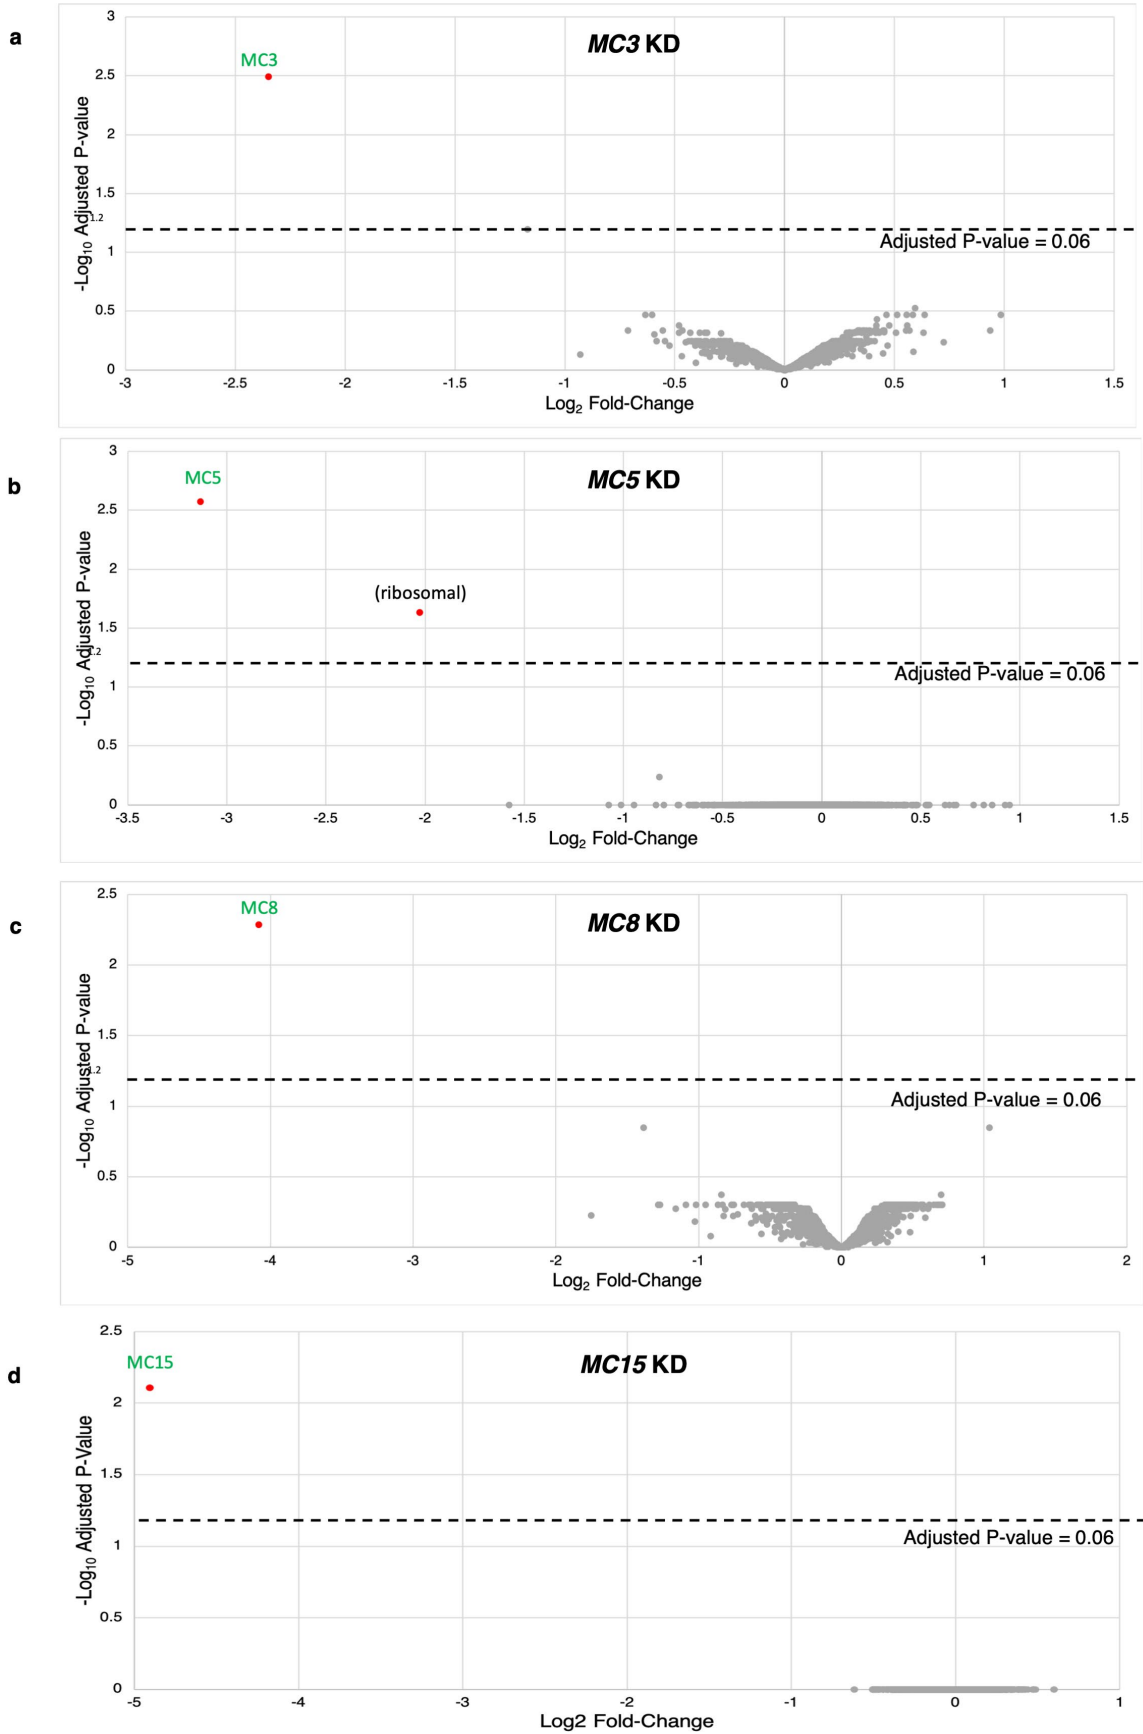 a
MC3 KD
MC3
-Log10 Adjusted P-value
3
2.5
2
1.5
1.2
1
0.5
0
Adjusted P-value = 0.06
-3 -2.5 -2 -1.5 -1 -0.5 0 0.5 1 1.5
Log2 Fold-Change
b
MC5 KD
MC5
(ribosomal)
-Log10 Adjusted P-value
3
2.5
2
1.5
1
0.5
0
Adjusted P-value = 0.06
-3.5 -3 -2.5 -2 -1.5 -1 -0.5 0 0.5 1 1.5
Log2 Fold-Change
c
MC8 KD
MC8
-Log10 Adjusted P-value
2.5
2
1.5
1
0.5
0
Adjusted P-value = 0.06
-5 -4 -3 -2 -1 0 1 2
Log2 Fold-Change
d
MC15 KD
MC15
-Log10 Adjusted P-Value
2.5
2
1.5
1
0.5
0
Adjusted P-value = 0.06
-5 -4 -3 -2 -1 0 1
Log2 Fold-Change